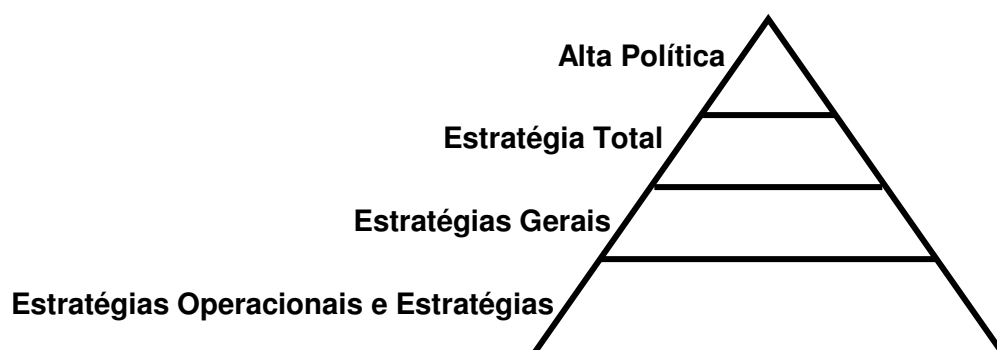 Alta Política
Estratégia Total
Estratégias Gerais
Estratégias Operacionais e Estratégias